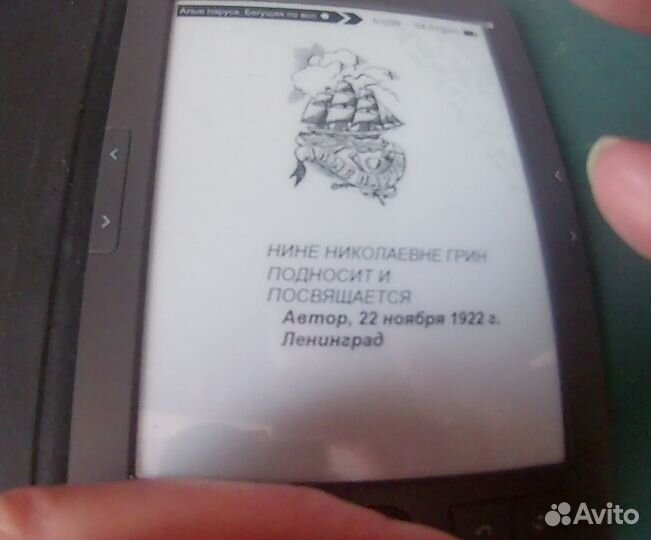 Алые паруса. Бегущая по вол
НИНЕ НИКОЛАЕВНЕ ГРИН
ПОДНОСИТ И
ПОСВЯЩАЕТСЯ
Автор, 22 ноября 1922 г.
Ленинград
Avito